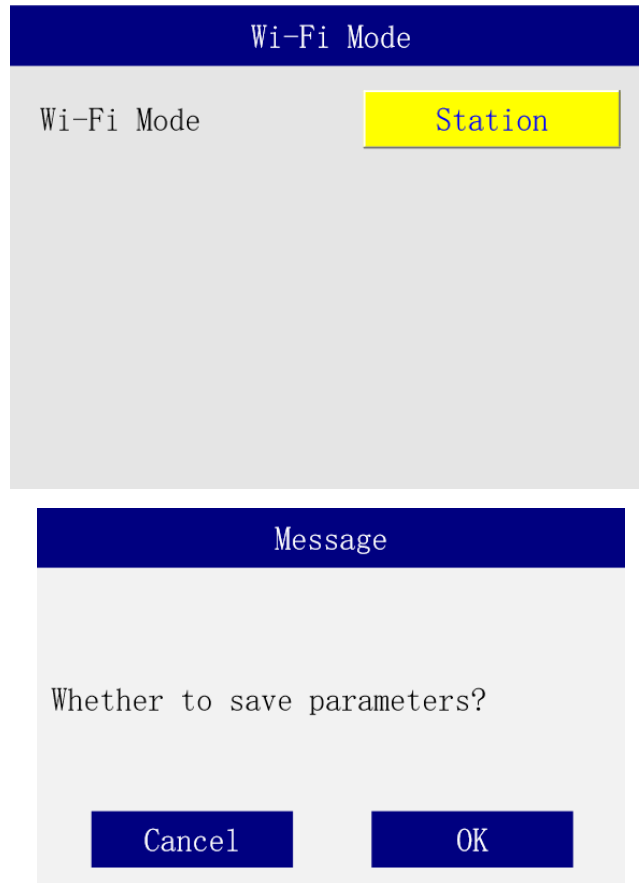 Wi-Fi Mode
Wi-Fi Mode Station
Message
Whether to save parameters?
Cancel OK